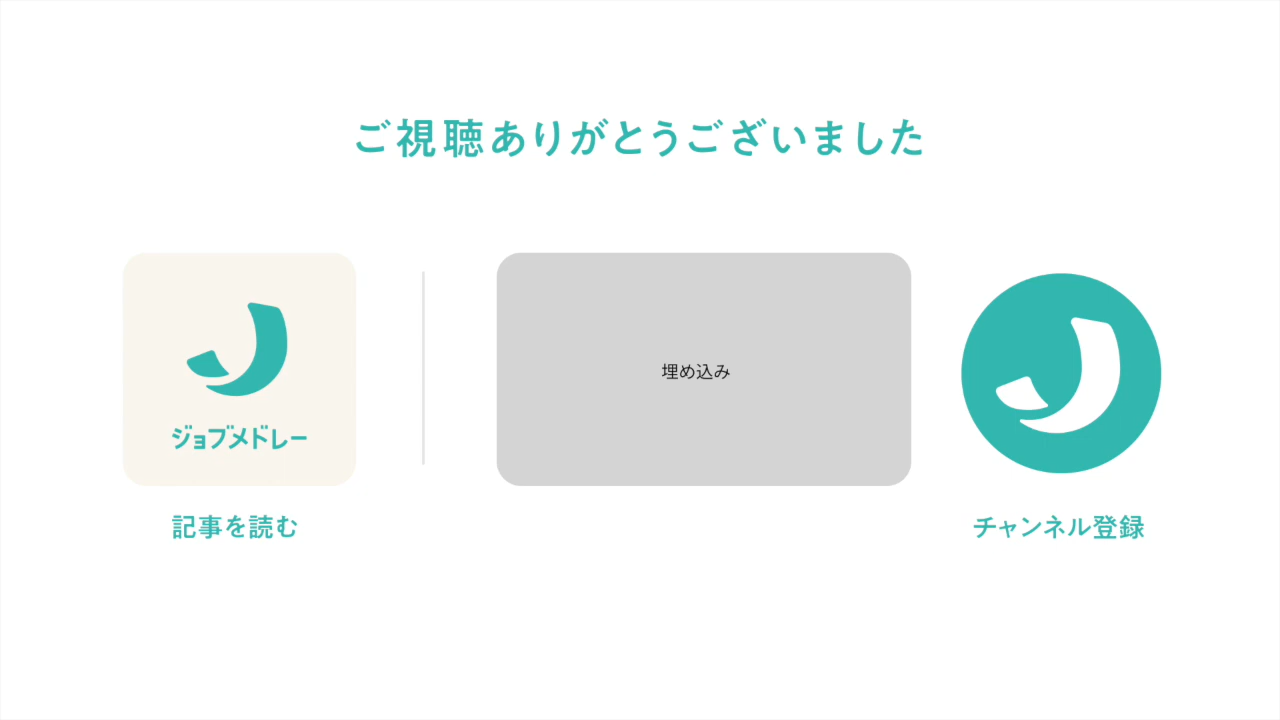 ご視聴ありがとうございました
ジョブメドレー
埋め込み
記事を読む
チャンネル登録